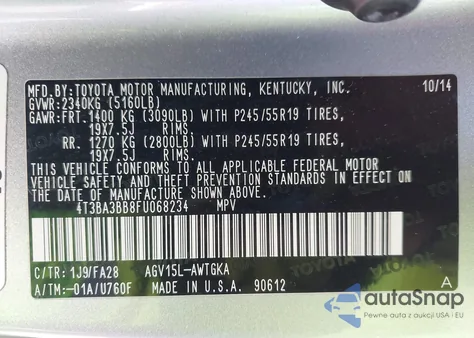 MFD.BY:TOYOTA MOTOR MANUFACTURING, KENTUCKY, INC. 10/14
GVWR:2340KG (5160LB)
GAWR:FRT.1400 KG (3090LB) WITH P245/55R19 TIRES,
19X7.5J RIMS.
RR. 1270 KG (2800LB) WITH P245/55R19 TIRES,
19X7.5J RIMS.
THIS VEHICLE CONFORMS TO ALL APPLICABLE FEDERAL MOTOR
VEHICLE SAFETY AND THEFT PREVENTION STANDARDS IN EFFECT ON
THE DATE OF MANUFACTURE SHOWN ABOVE.
4T3BA3BB8FU068234 MPV
C/TR: 1J9/FA28 AGV15L-AWTGKA
A/TM:-01A/U760F MADE IN U.S.A. 90612 A
autoSnap
Pewne auta z dostępem z USA i EU